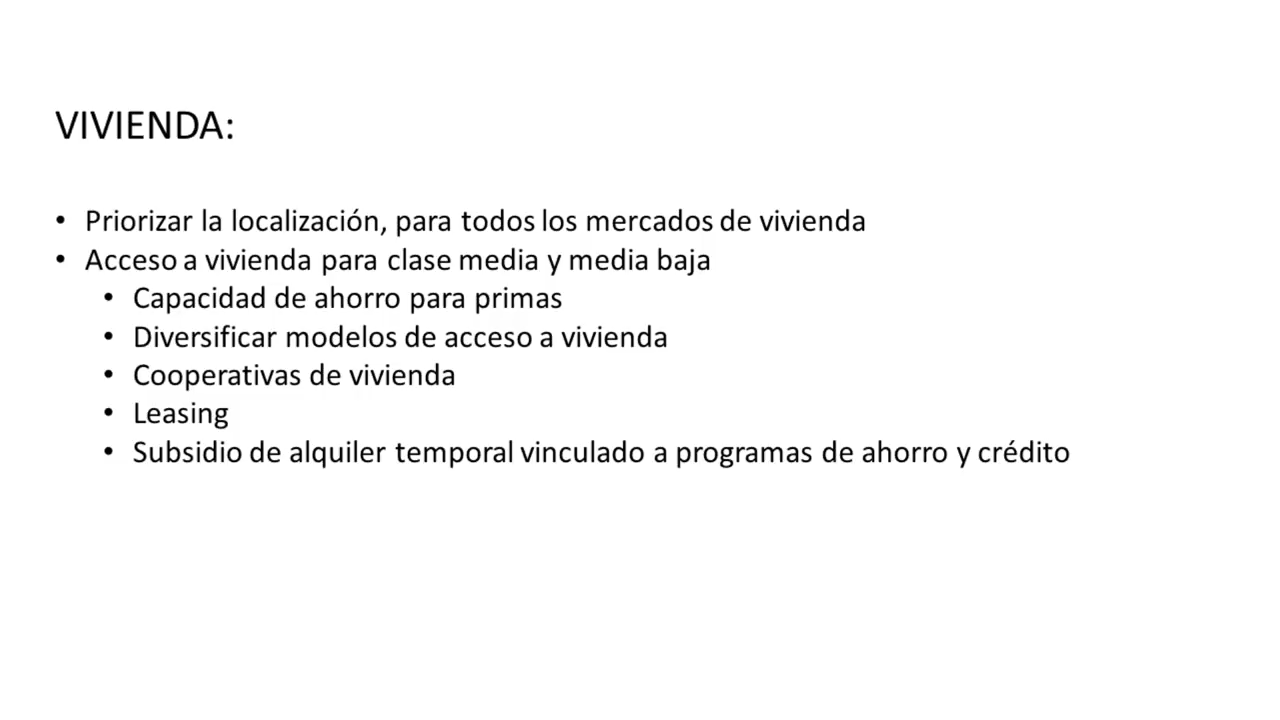 VIVIENDA:
• Priorizar la localización, para todos los mercados de vivienda
• Acceso a vivienda para clase media y media baja
• Capacidad de ahorro para primas
• Diversificar modelos de acceso a vivienda
• Cooperativas de vivienda
• Leasing
• Subsidio de alquiler temporal vinculado a programas de ahorro y crédito